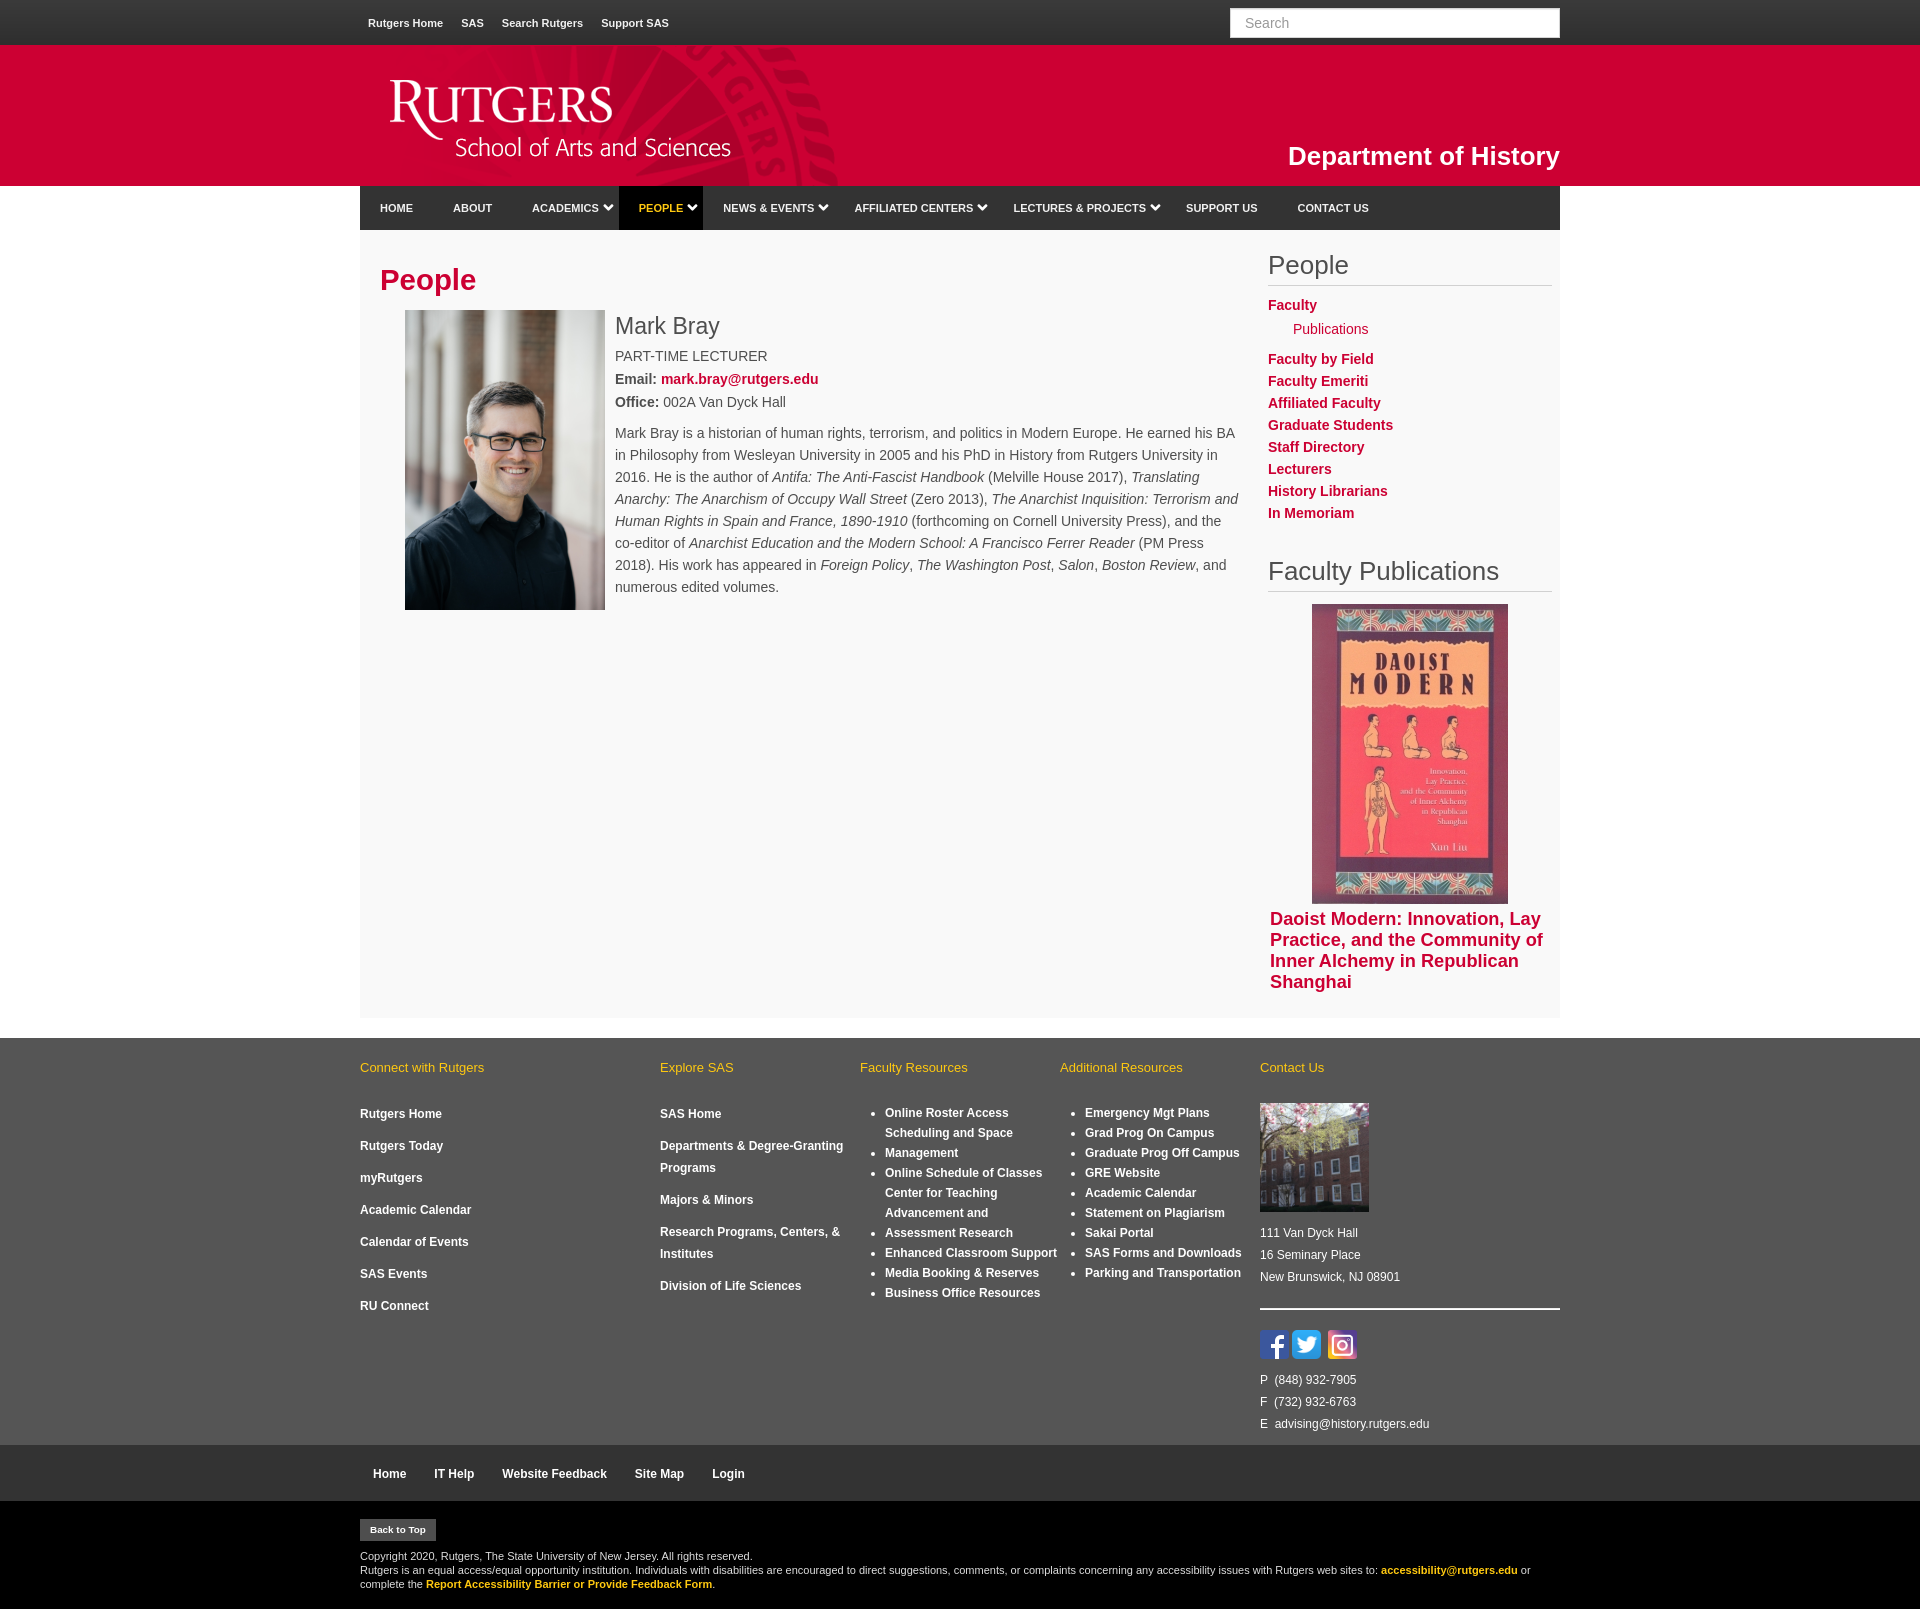 Rutgers Home SAS Search Rutgers Support SAS Search
RUTGERS
School of Arts and Sciences
RUTGERS
Department of History
HOME ABOUT ACADEMICS PEOPLE NEWS & EVENTS AFFILIATED CENTERS LECTURES & PROJECTS SUPPORT US CONTACT US
People
Mark Bray
PART-TIME LECTURER
Email: mark.bray@rutgers.edu
Office: 002A Van Dyck Hall
Mark Bray is a historian of human rights, terrorism, and politics in Modern Europe. He earned his BA
in Philosophy from Wesleyan University in 2005 and his PhD in History from Rutgers University in
2016. He is the author of Antifa: The Anti-Fascist Handbook (Melville House 2017), Translating
Anarchy: The Anarchism of Occupy Wall Street (Zero 2013), The Anarchist Inquisition: Terrorism and
Human Rights in Spain and France, 1890-1910 (forthcoming on Cornell University Press), and the
co-editor of Anarchist Education and the Modern School: A Francisco Ferrer Reader (PM Press
2018). His work has appeared in Foreign Policy, The Washington Post, Salon, Boston Review, and
numerous edited volumes.
People
Faculty
Publications
Faculty by Field
Faculty Emeriti
Affiliated Faculty
Graduate Students
Staff Directory
Lecturers
History Librarians
In Memoriam
Faculty Publications
DAOIST
MODERN
Innovation,
Lay Practice,
and the Community
of Inner Alchemy
in Republican
Shanghai
Xun Liu
Daoist Modern: Innovation, Lay
Practice, and the Community of
Inner Alchemy in Republican
Shanghai
Connect with Rutgers
Rutgers Home
Rutgers Today
myRutgers
Academic Calendar
Calendar of Events
SAS Events
RU Connect
Explore SAS
SAS Home
Departments & Degree-Granting
Programs
Majors & Minors
Research Programs, Centers, &
Institutes
Division of Life Sciences
Faculty Resources
Online Roster Access
Scheduling and Space
Management
Online Schedule of Classes
Center for Teaching
Advancement and
Assessment Research
Enhanced Classroom Support
Media Booking & Reserves
Business Office Resources
Additional Resources
Emergency Mgt Plans
Grad Prog On Campus
Graduate Prog Off Campus
GRE Website
Academic Calendar
Statement on Plagiarism
Sakai Portal
SAS Forms and Downloads
Parking and Transportation
Contact Us
111 Van Dyck Hall
16 Seminary Place
New Brunswick, NJ 08901
P (848) 932-7905
F (732) 932-6763
E advising@history.rutgers.edu
Home IT Help Website Feedback Site Map Login
Back to Top
Copyright 2020, Rutgers, The State University of New Jersey. All rights reserved.
Rutgers is an equal access/equal opportunity institution. Individuals with disabilities are encouraged to direct suggestions, comments, or complaints concerning any accessibility issues with Rutgers web sites to: accessibility@rutgers.edu or
complete the Report Accessibility Barrier or Provide Feedback Form.